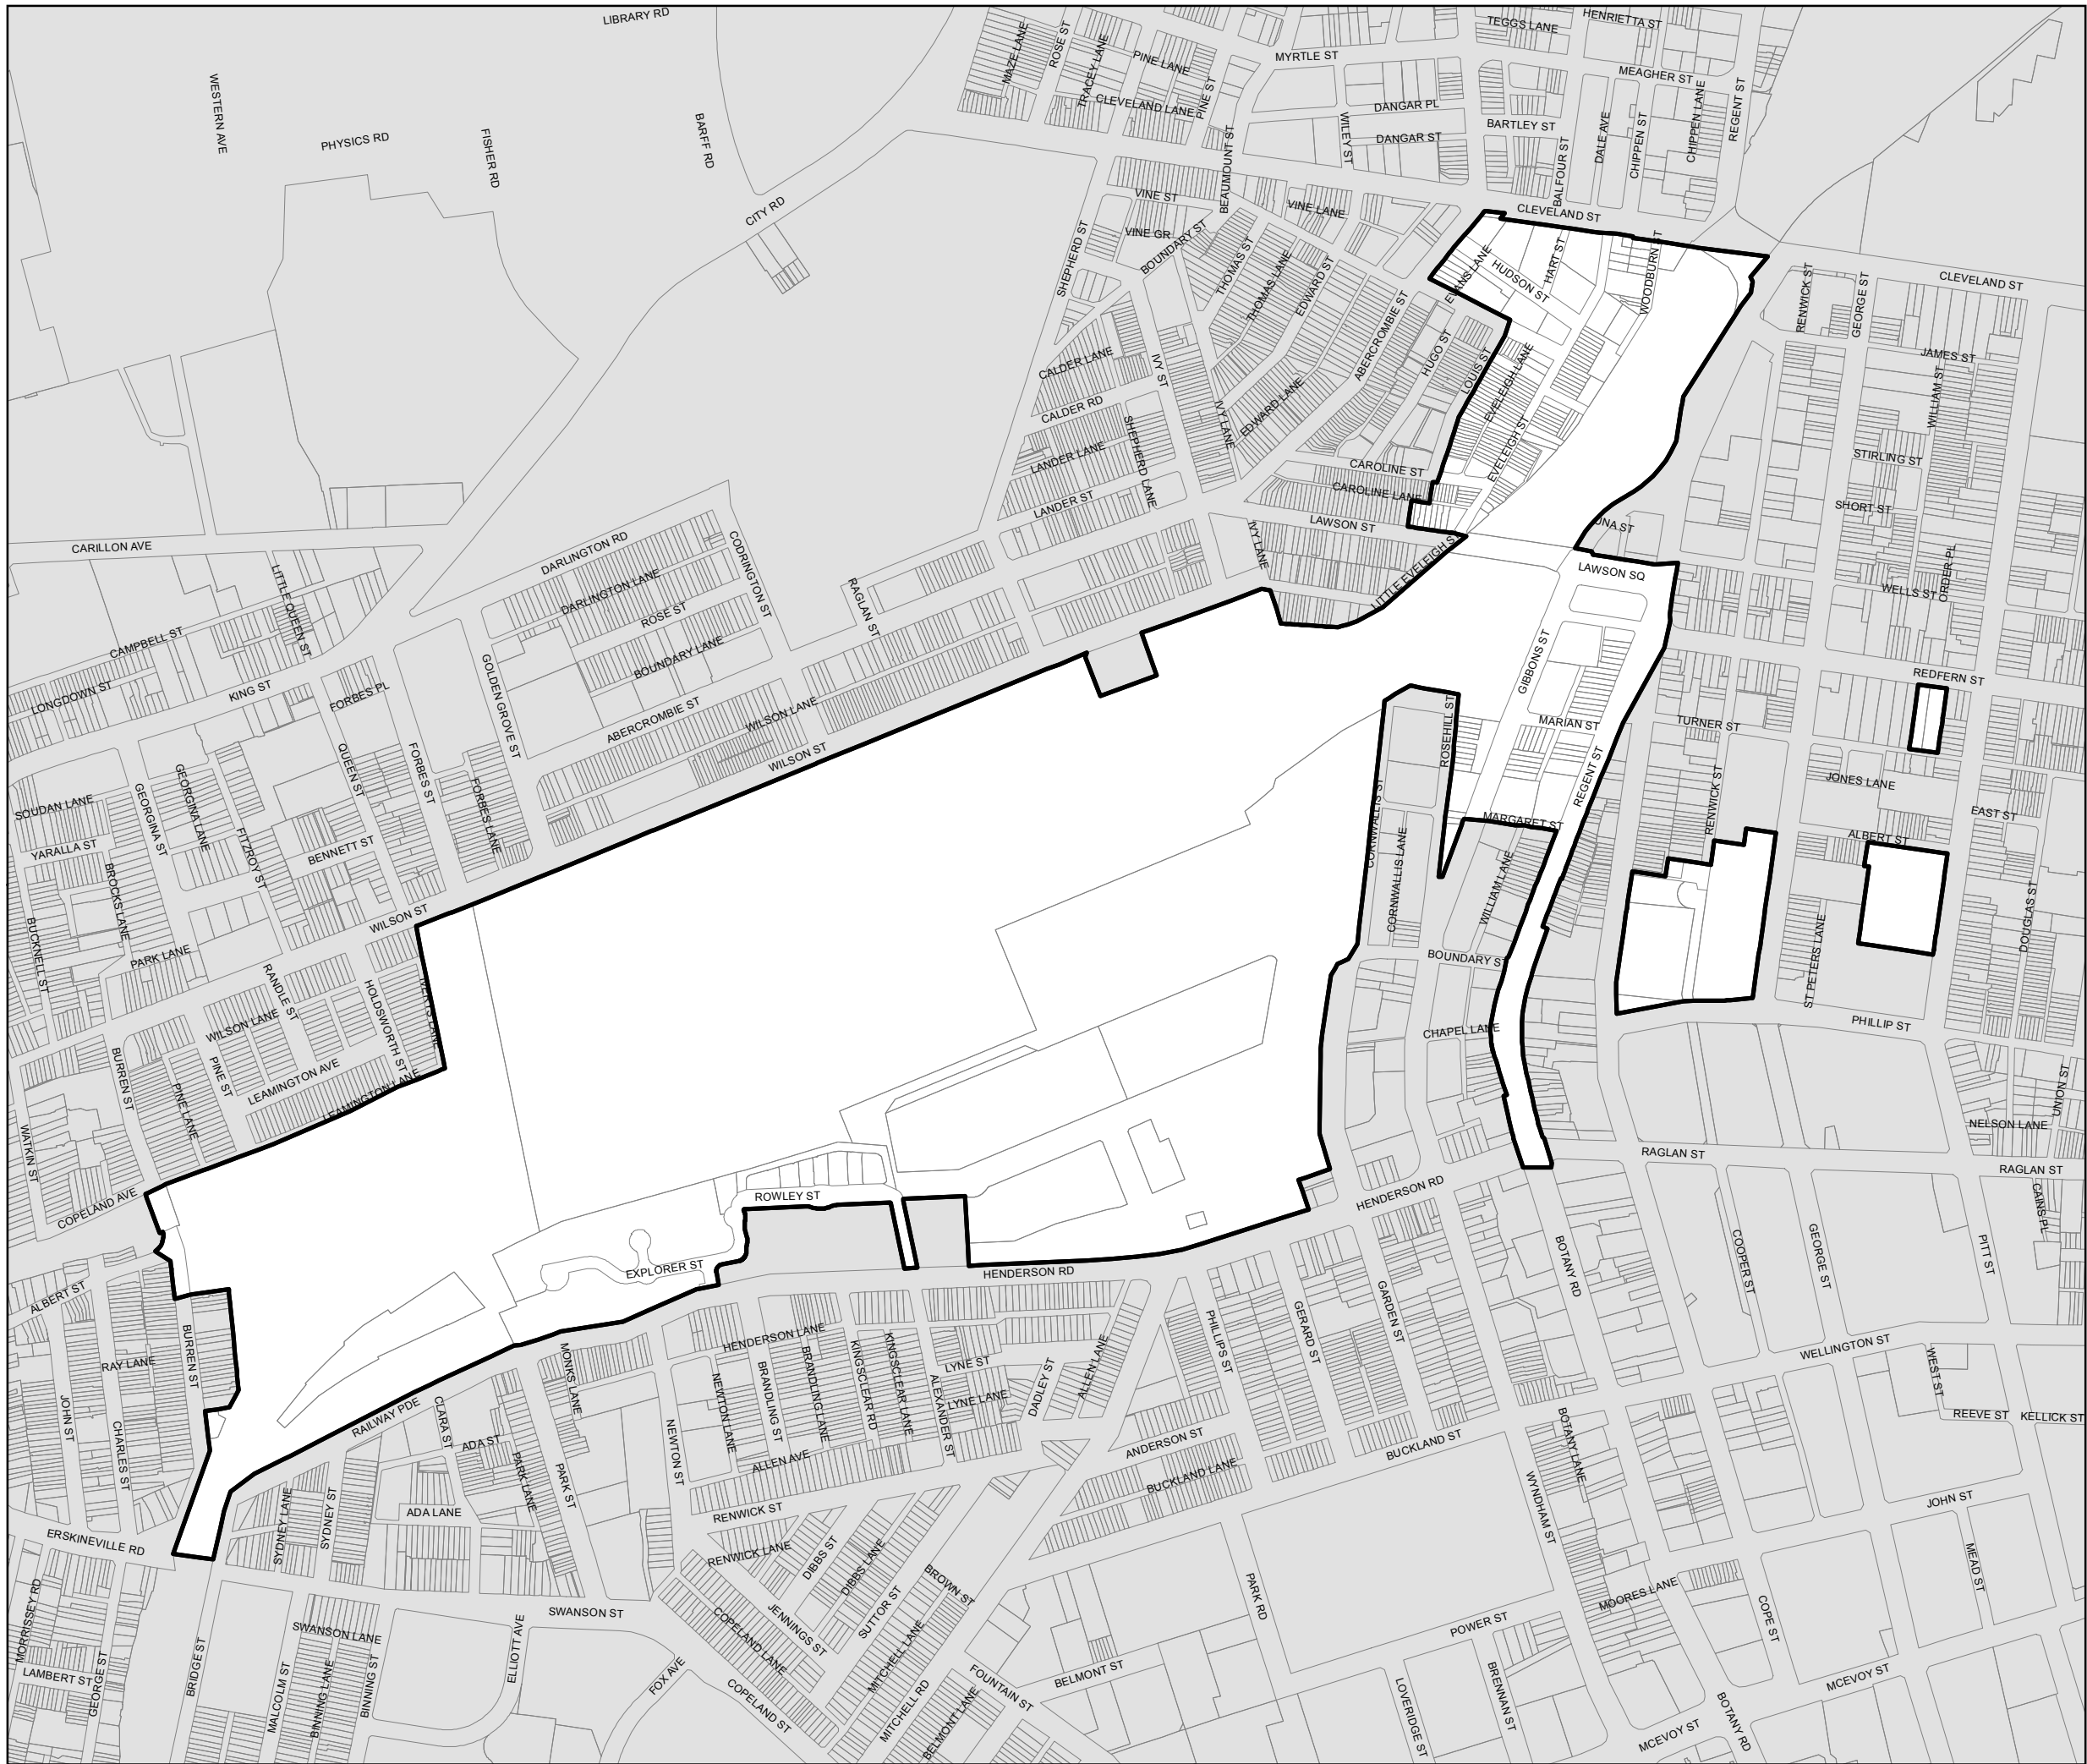 LIBRARY RD
MAZE LANE
ROSE ST
TRACEY LANE
PINE LANE
CLEVELAND LANE
PINE ST
MYRTLE ST
TEGGS LANE
HENRIETTA ST
MEAGHER ST
DANGAR PL
DANGAR ST
WILEY ST
BARTLEY ST
BALFOUR ST
DALE AVE
CHIPPEN ST
CHIPPEN LANE
REGENT ST
WESTERN AVE
PHYSICS RD
FISHER RD
BARFF RD
CITY RD
BEAUMOUNT ST
VINE ST
VINE LANE
VINE GR
BOUNDARY ST
SHEPHERD ST
THOMAS ST
THOMAS LANE
EDWARD ST
CLEVELAND ST
EVANS LANE
HUDSON ST
HART ST
WOODBURN ST
RENWICK ST
GEORGE ST
CLEVELAND ST
JAMES ST
WILLIAM ST
CALDER LANE
CALDER RD
IVY ST
IVY LANE
EDWARD LANE
ABERCROMBIE ST
HUGO ST
LOUIS ST
EVELEIGH LANE
EVELEIGH ST
LANDER LANE
SHEPHERD LANE
LANDER ST
CAROLINE ST
CAROLINE LANE
LAWSON ST
IVY LANE
LITTLE EVELEIGH ST
LAWSON SQ
STIRLING ST
SHORT ST
WELLS ST
REDFERN ST
CARILLON AVE
LITTLE QUEEN ST
CAMPBELL ST
LONGDOWN ST
KING ST
FORBES PL
DARLINGTON RD
DARLINGTON LANE
ROSE ST
BOUNDARY LANE
CODRINGTON ST
RAGLAN ST
GOLDEN GROVE ST
ABERCROMBIE ST
WILSON LANE
WILSON ST
GIBBONS ST
MARIAN ST
ROSEHILL ST
REGENT ST
TURNER ST
RENWICK ST
JONES LANE
EAST ST
ALBERT ST
MARGARET ST
SOUDAN LANE
YARALLA ST
GEORGINA ST
GEORGINA LANE
BROCKS LANE
FITZROY ST
QUEEN ST
FORBES ST
FORBES LANE
BENNETT ST
WILSON ST
BUCKNELL ST
PARK LANE
CORNWALLIS ST
CORNWALLIS LANE
WILLIAM LANE
BOUNDARY ST
CHAPEL LANE
ST PETERS LANE
DOUGLAS ST
PHILLIP ST
RANDLE ST
WILSON LANE
HOLDSWORTH ST
PINE ST
LEAMINGTON AVE
LEAMINGTON LANE
BURREN ST
PINE LANE
WATKIN ST
COPELAND AVE
UNION ST
NELSON LANE
RAGLAN ST
RAGLAN ST
CAINS PL
HENDERSON RD
ROWLEY ST
EXPLORER ST
HENDERSON RD
BOTANY RD
COOPER ST
GEORGE ST
PITT ST
ALBERT ST
RAY LANE
BURREN ST
JOHN ST
CHARLES ST
RAILWAY PDE
CLARA ST
ADA ST
PARK LANE
MONKS LANE
PARK ST
ADA LANE
HENDERSON LANE
NEWTON ST
NEWTON LANE
BRANDLING ST
BRANDLING LANE
KINGSCLEAR RD
KINGSCLEAR LANE
ALEXANDER ST
LYNE ST
LYNE LANE
DADLEY ST
ALLEN LANE
PHILLIPS ST
GERARD ST
GARDEN ST
WELLINGTON ST
WEST ST
REEVE ST
KELLICK ST
ALLEN AVE
ANDERSON ST
BUCKLAND LANE
BUCKLAND ST
BOTANY LANE
WYNDHAM ST
JOHN ST
MEAD ST
ERSKINEVILLE RD
SYDNEY LANE
SYDNEY ST
RENWICK ST
RENWICK LANE
DIBBS ST
DIBBS LANE
SUTTOR ST
BROWN ST
JENNINGS ST
COPELAND LANE
MITCHELL LANE
MITCHELL RD
BELMONT LANE
FOUNTAIN ST
BELMONT ST
PARK RD
POWER ST
MOORES LANE
COPE ST
MCEVOY ST
MCEVOY ST
BOTANY RD
LOVERIDGE ST
BRENNAN ST
MORRISSEY RD
LAMBERT ST
GEORGE ST
BRIDGE ST
SWANSON LANE
MALCOLM ST
BINNING LANE
BINNING ST
ELLIOTT AVE
SWANSON ST
FOX AVE
COPELAND ST